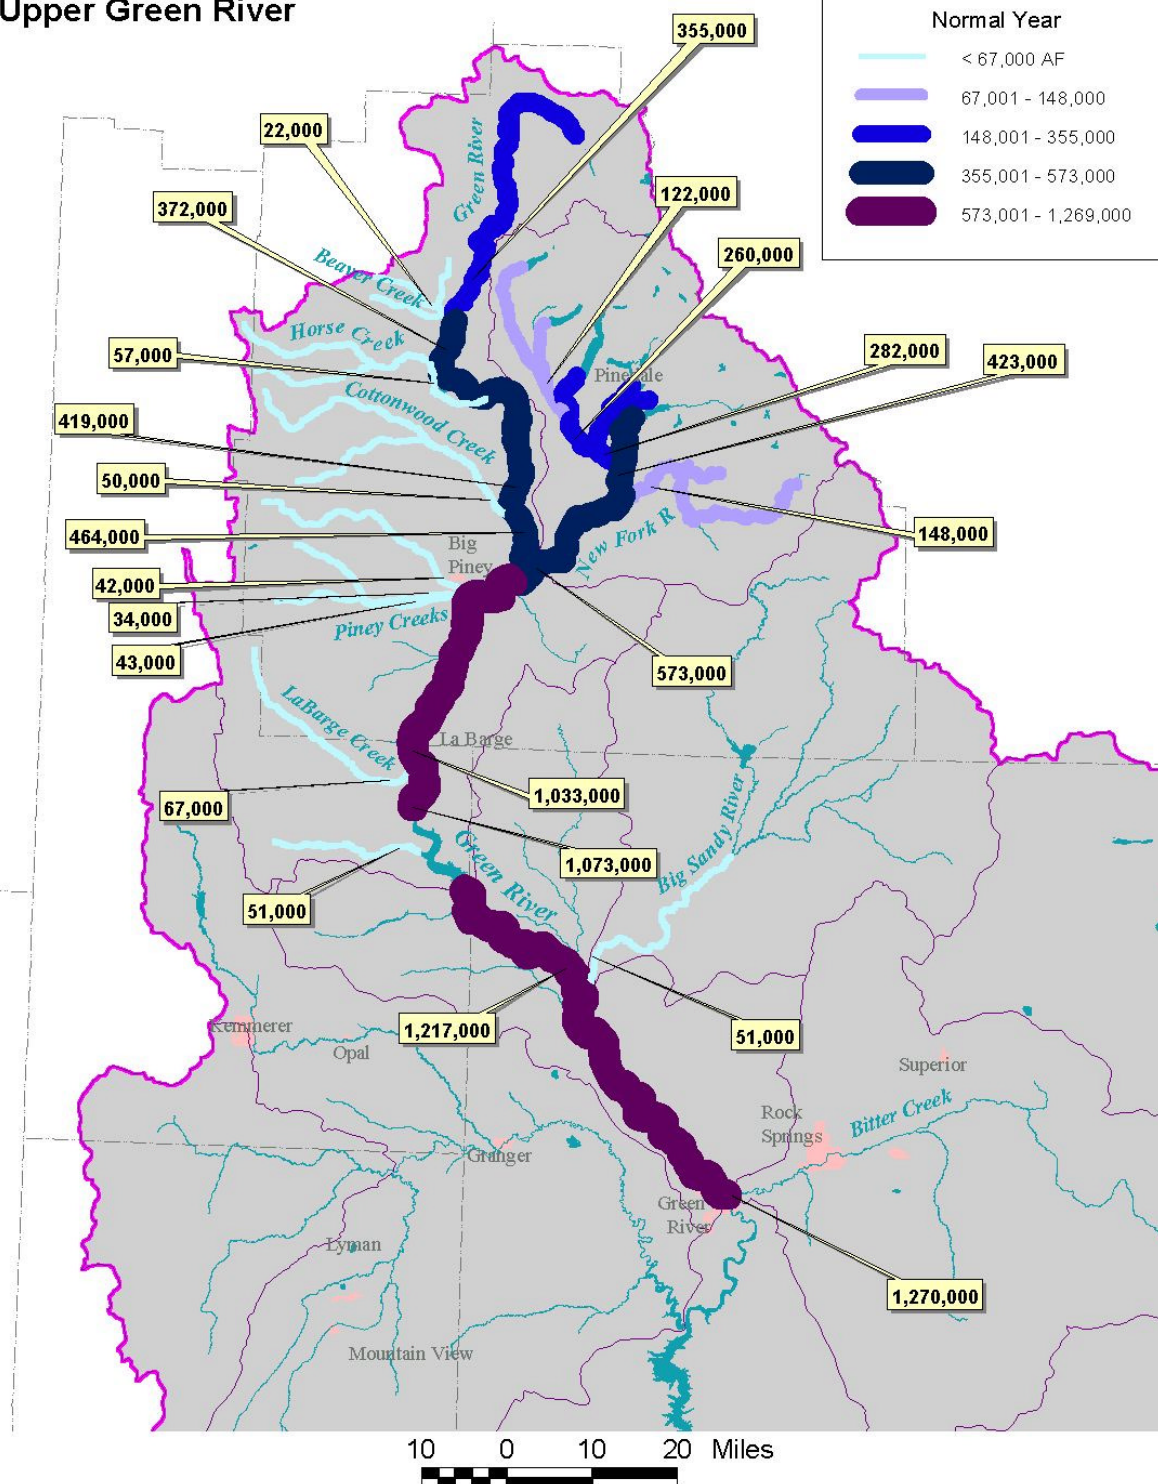 Upper Green River
Normal Year
< 67,000 AF
67,001 - 148,000
148,001 - 355,000
355,001 - 573,000
573,001 - 1,269,000
355,000
22,000
Green River
122,000
372,000
260,000
Beaver Creek
Horse Creek
57,000
282,000
423,000
Pinedale
Cottonwood Creek
419,000
50,000
464,000
148,000
New Fork R
Big
Piney
42,000
34,000
43,000
Piney Creeks
573,000
LaBarge Creek
La Barge
67,000
1,033,000
1,073,000
Green River
Big Sandy River
51,000
1,217,000
51,000
Kemmerer
Opal
Superior
Rock
Springs
Bitter Creek
Granger
Green
River
Lyman
1,270,000
Mountain View
10 0 10 20 Miles